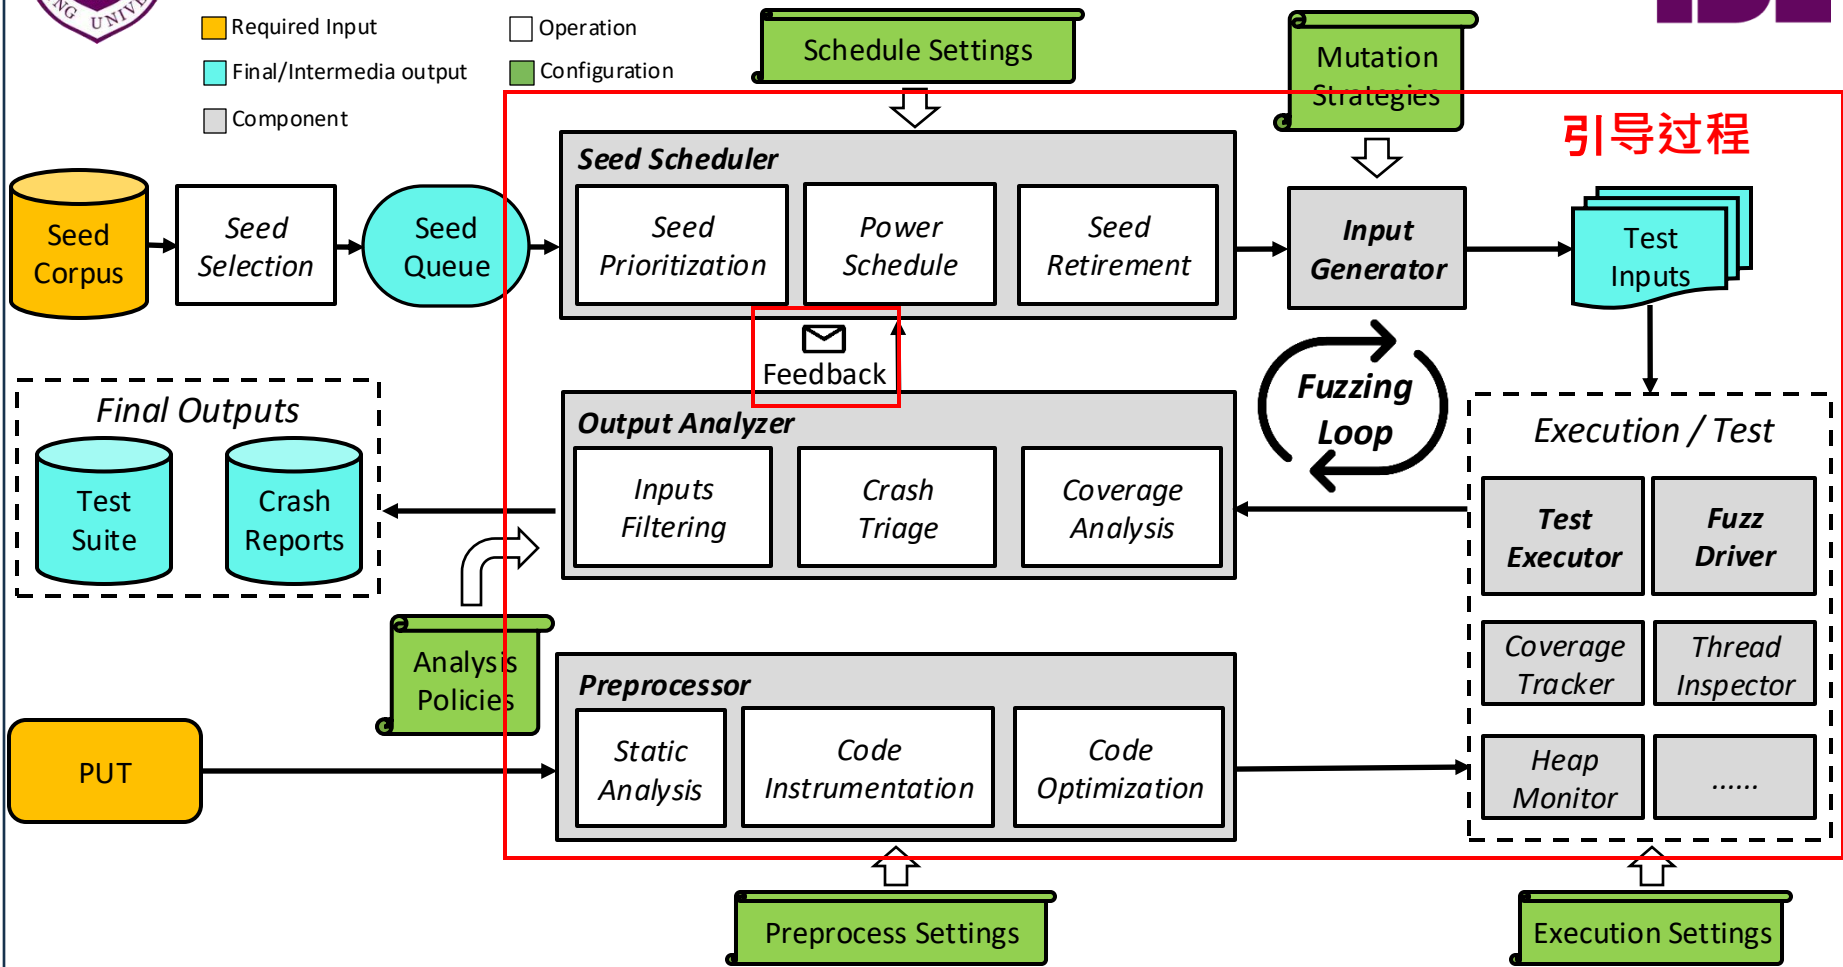 NG UNIVE
Required Input
Operation
Final/Intermedia output
Configuration
Component
Schedule Settings
Mutation
Strategies
引导过程
Seed
Corpus
Seed
Selection
Seed
Queue
Seed Scheduler
Seed
Prioritization
Power
Schedule
Seed
Retirement
Input
Generator
Test
Inputs
Feedback
Fuzzing
Loop
Final Outputs
Test
Suite
Crash
Reports
Output Analyzer
Inputs
Filtering
Crash
Triage
Coverage
Analysis
Execution / Test
Test
Executor
Fuzz
Driver
Coverage
Tracker
Thread
Inspector
Heap
Monitor
......
Analysis
Policies
PUT
Preprocessor
Static
Analysis
Code
Instrumentation
Code
Optimization
Preprocess Settings
Execution Settings